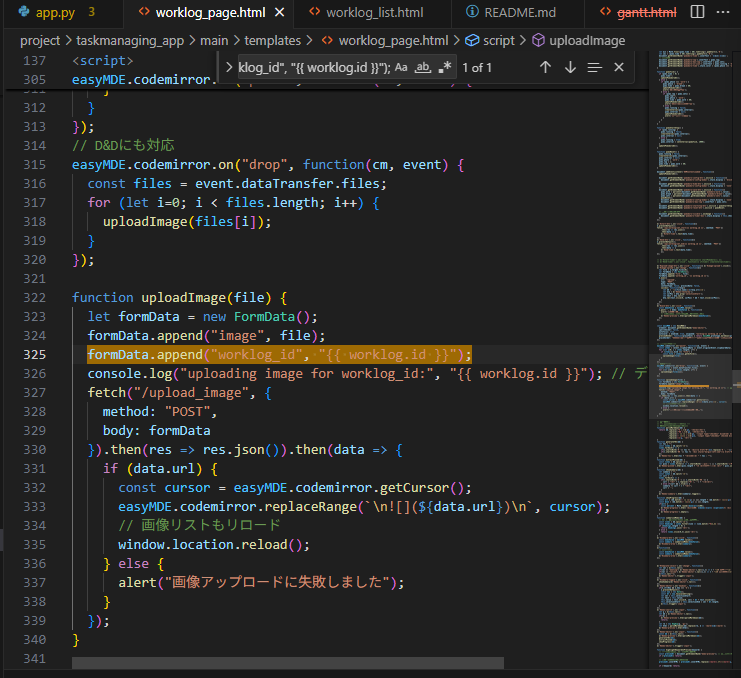 app.py 3
worklog_page.html
worklog_list.html
README.md
gantt.html
project > taskmanaging_app > main > templates > worklog_page.html > script > uploadImage
klog_id", "{{ worklog.id }}"); Aa ab 1 of 1
137 <script>
305 easyMDE.codemirror.
311 }
312 }
313 });
314 // D&Dにも対応
315 easyMDE.codemirror.on("drop", function(cm, event) {
316 const files = event.dataTransfer.files;
317 for (let i=0; i < files.length; i++) {
318 uploadImage(files[i]);
319 }
320 });
321
322 function uploadImage(file) {
323 let formData = new FormData();
324 formData.append("image", file);
325 formData.append("worklog_id", "{{ worklog.id }}");
326 console.log("uploading image for worklog_id:", "{{ worklog.id }}"); // デ
327 fetch("/upload_image", {
328 method: "POST",
329 body: formData
330 }).then(res => res.json()).then(data => {
331 if (data.url) {
332 const cursor = easyMDE.codemirror.getCursor();
333 easyMDE.codemirror.replaceRange(`\n![](${data.url})\n`, cursor);
334 // 画像リストもリロード
335 window.location.reload();
336 } else {
337 alert("画像アップロードに失敗しました");
338 }
339 });
340 }
341